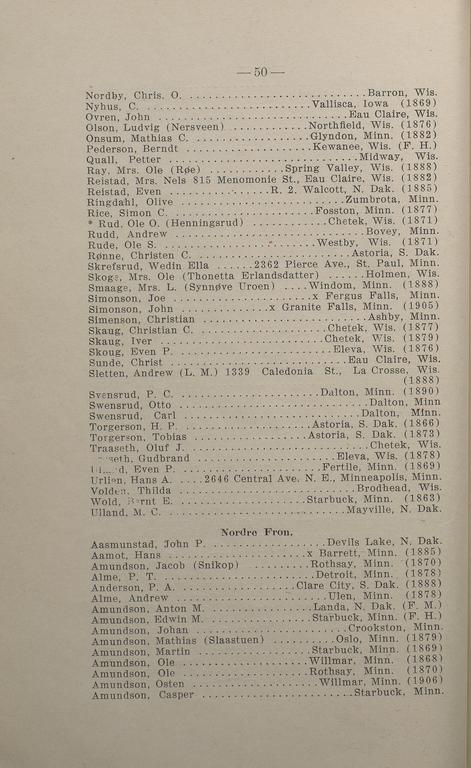 — 50 —
Nordby, Chris. O. ..............................Barron, Wis.
Nyhus, C. ...........................Vallisca, Iowa (1869)
Ovren, John ................................Eau Claire, Wis.
Olson, Ludvig (Nersveen) .............Northfield, Wis. (1876)
Onsum, Mathias C. .......................Glyndon, Minn. (1882)
Pederson, Berndt .....................Kewanee, Wis. (F. H.)
Quall, Petter ................................Midway, Wis.
Ray, Mrs. Ole (Røe) ............Spring Valley, Wis. (1888)
Reistad, Mrs. Nels 815 Menomonie St., Eau Claire, Wis. (1882)
Reistad, Even ..................R. 2. Walcott, N. Dak. (1885)
Ringdahl, Olive ............................Zumbrota, Minn.
Rice, Simon C. .......................Fosston, Minn. (1877)
* Rud, Ole O. (Henningsrud) ..............Chetek, Wis. (1871)
Rudd, Andrew ................................Bovey, Minn.
Rude, Ole S. ..........................Westby, Wis. (1871)
Rønne, Christen C. ..........................Astoria, S. Dak.
Skrefsrud, Wedin Ella .......2362 Pierce Ave., St. Paul, Minn.
Skoge, Mrs. Ole (Thonetta Erlandsdatter) .......Holmen, Wis.
Smaage, Mrs. L. (Synnøve Uroen) ....Windom, Minn. (1888)
Simonson, Joe .........................x Fergus Falls, Minn.
Simonson, John ...............x Granite Falls, Minn. (1905)
Simenson, Christian ..........................Ashby, Minn.
Skaug, Christian C. ......................Chetek, Wis. (1877)
Skaug, Iver ............................Chetek, Wis. (1879)
Skoug, Even P. ..........................Eleva, Wis. (1876)
Sunde, Christ .............................Eau Claire, Wis.
Sletten, Andrew (L. M.) 1339 Caledonia St., La Crosse, Wis.
(1888)
Svensrud, P. C. .......................Dalton, Minn. (1890)
Swensrud, Otto ................................Dalton, Minn
Swensrud, Carl ..............................Dalton, Minn.
Torgerson, H. P. ......................Astoria, S. Dak. (1866)
Torgerson, Tobias ...................Astoria, S. Dak. (1873)
Traaseth, Oluf J. .............................Chetek, Wis.
Gudbrand ........................Eleva, Wis. (1878)
Even P. .........................Fertile, Minn. (1869)
Urlien, Hans A. ....2646 Central Ave. N. E., Minneapolis, Minn.
Volden, Thilda ..............................Brodhead, Wis.
Wold, Bernt E. ......................Starbuck, Minn. (1863)
Ulland, M. C. ...............................Mayville, N. Dak.
Nordre Fron.
Aasmunstad, John P. ...................Devils Lake, N. Dak.
Aamot, Hans ........................x Barrett, Minn. (1885)
Amundson, Jacob (Snikop) ...........Rothsay, Minn. (1870)
Alme, P. T. ..........................Detroit, Minn. (1878)
Anderson, P. A. ...................Clare City, S. Dak. (1888)
Alme, Andrew ..........................Ulen, Minn. (1878)
Amundson, Anton M. ..................Landa, N. Dak. (F. M.)
Amundson, Edwin M. ..................Starbuck, Minn. (F. H.)
Amundson, Johan ...........................Crookston, Minn.
Amundson, Mathias (Slaastuen) ...........Oslo, Minn. (1879)
Amundson, Martin ....................Starbuck, Minn. (1869)
Amundson, Ole ......................Willmar, Minn. (1868)
Amundson, Ole ......................Rothsay, Minn. (1870)
Amundson, Osten .....................Willmar, Minn. (1906)
Amundson, Casper .........................Starbuck, Minn.